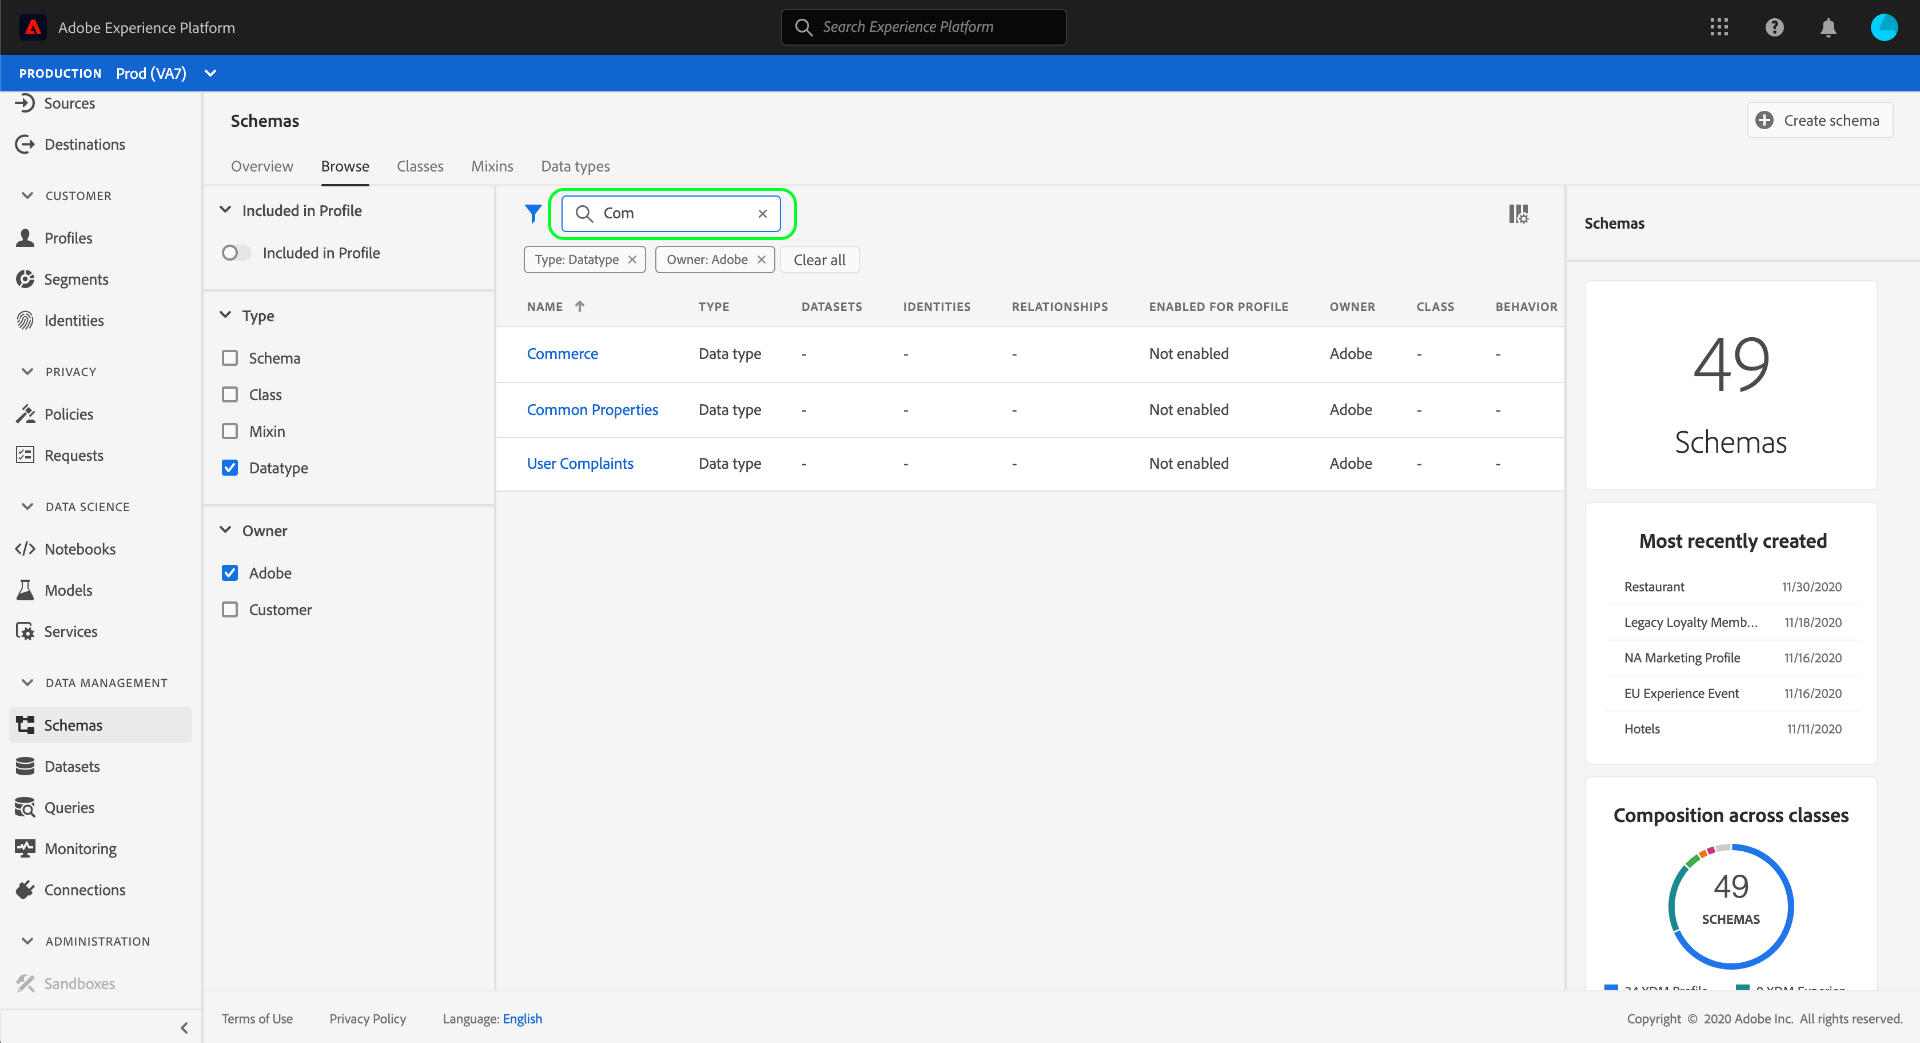 Adobe Experience Platform
Search Experience Platform
PRODUCTION Prod (VA7)
Sources
Destinations
CUSTOMER
Profiles
Segments
Identities
PRIVACY
Policies
Requests
DATA SCIENCE
Notebooks
Models
Services
DATA MANAGEMENT
Schemas
Datasets
Queries
Monitoring
Connections
ADMINISTRATION
Sandboxes
Schemas
Create schema
Overview Browse Classes Mixins Data types
Included in Profile
Included in Profile
Type
Schema
Class
Mixin
Datatype
Owner
Adobe
Customer
Com
Type: Datatype Owner: Adobe Clear all
NAME TYPE DATASETS IDENTITIES RELATIONSHIPS ENABLED FOR PROFILE OWNER CLASS BEHAVIOR
Commerce Data type - - - Not enabled Adobe - -
Common Properties Data type - - - Not enabled Adobe - -
User Complaints Data type - - - Not enabled Adobe - -
Schemas
49
Schemas
Most recently created
Restaurant 11/30/2020
Legacy Loyalty Memb... 11/18/2020
NA Marketing Profile 11/16/2020
EU Experience Event 11/16/2020
Hotels 11/11/2020
Composition across classes
49
SCHEMAS
Terms of Use Privacy Policy Language: English
Copyright © 2020 Adobe Inc. All rights reserved.